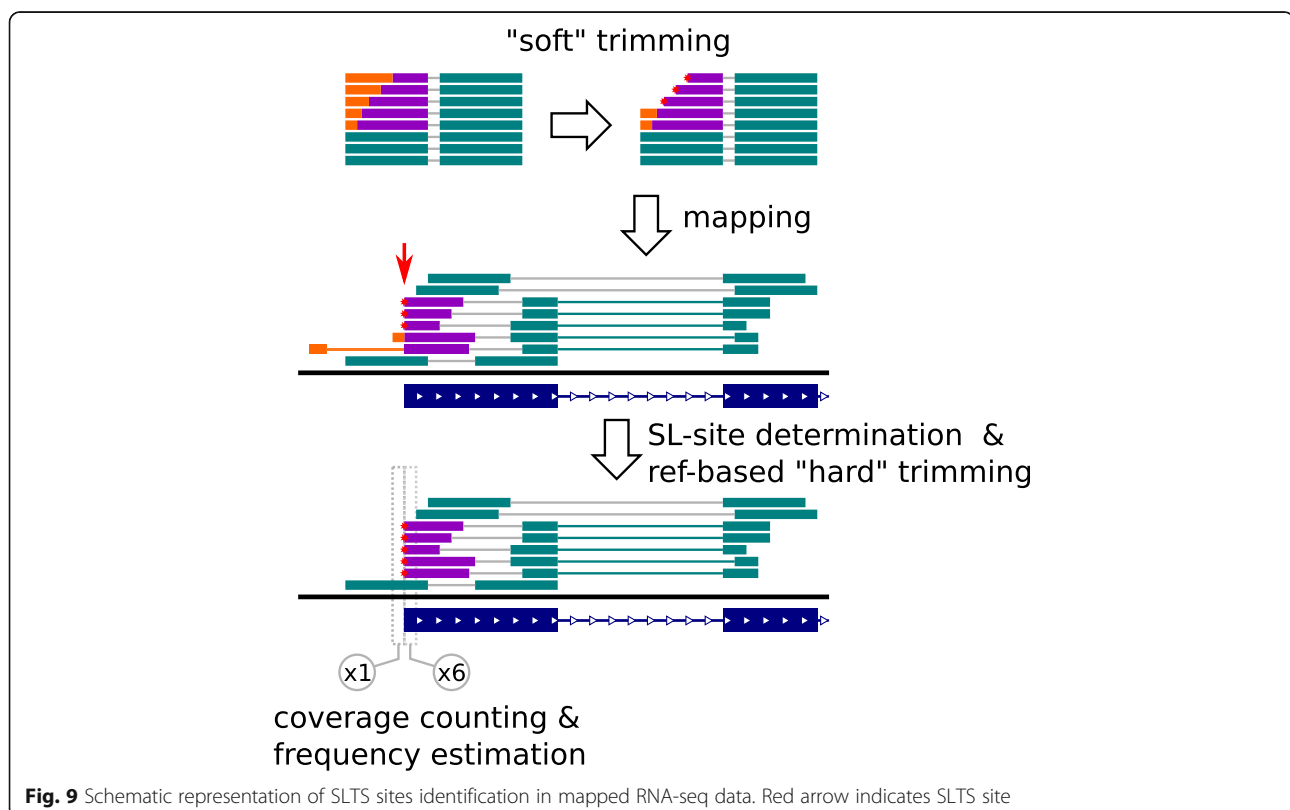 "soft" trimming
mapping
SL-site determination &
ref-based "hard" trimming
x1
x6
coverage counting &
frequency estimation
Fig. 9 Schematic representation of SLTS sites identification in mapped RNA-seq data. Red arrow indicates SLTS site